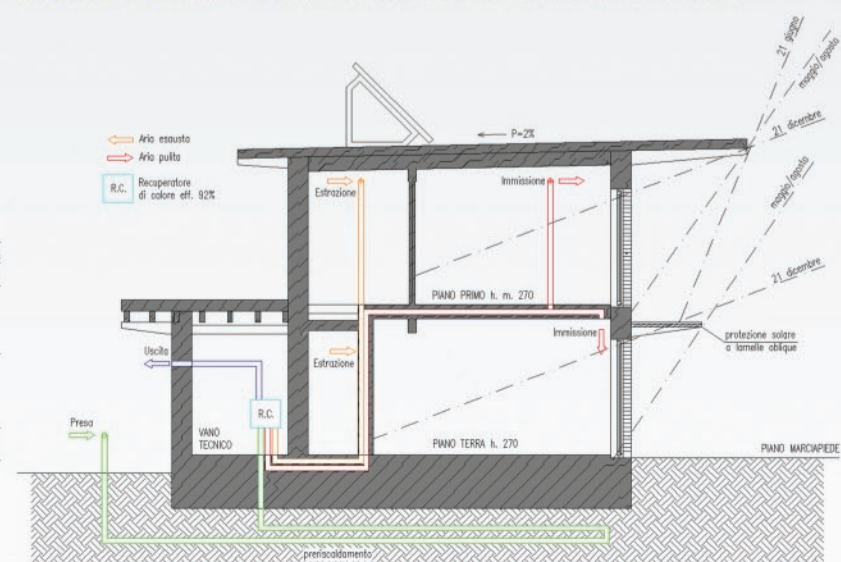 21 giugno
maggio/agosto
21 dicembre
P=2%
Aria esausta
Aria pulita
R.C.
Recuperatore
di calore eff. 92%
Estrazione
Immissione
maggio/agosto
21 dicembre
PIANO PRIMO h. m. 270
protezione solare
a lamelle oblique
Immissione
Uscita
Estrazione
R.C.
Presa
VANO
TECNICO
PIANO TERRA h. 270
PIANO MARCIAPIEDE
preriscaldamento